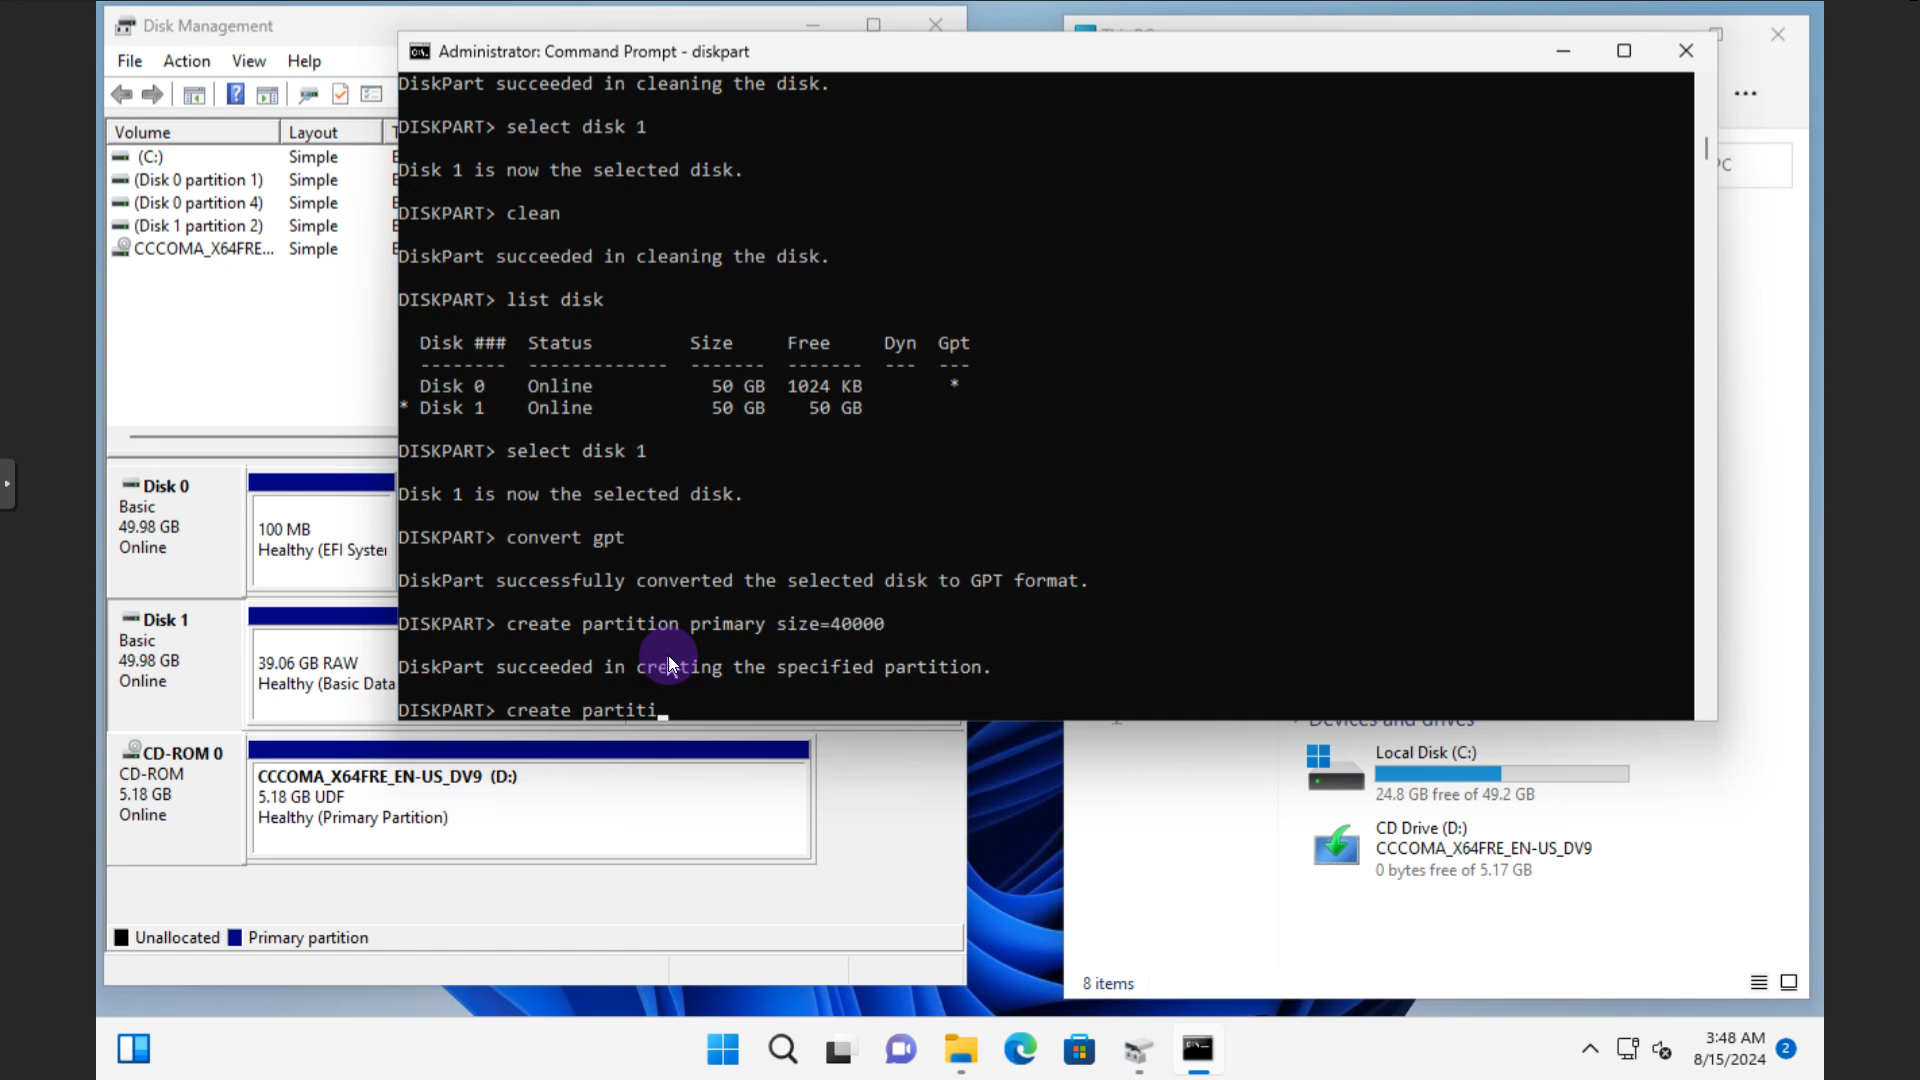 Disk Management
File Action View Help
Volume Layout
(C:) Simple
(Disk 0 partition 1) Simple
(Disk 0 partition 4) Simple
(Disk 1 partition 2) Simple
CCCOMA_X64FRE... Simple
Disk 0
Basic
49.98 GB
Online
100 MB
Healthy (EFI Syster
Disk 1
Basic
49.98 GB
Online
39.06 GB RAW
Healthy (Basic Data
CD-ROM 0
CD-ROM
5.18 GB
Online
CCCOMA_X64FRE_EN-US_DV9 (D:)
5.18 GB UDF
Healthy (Primary Partition)
Unallocated Primary partition
Administrator: Command Prompt - diskpart
DiskPart succeeded in cleaning the disk.
DISKPART> select disk 1
Disk 1 is now the selected disk.
DISKPART> clean
DiskPart succeeded in cleaning the disk.
DISKPART> list disk
Disk ### Status Size Free Dyn Gpt
-------- ------------- ------- ------- --- ---
Disk 0 Online 50 GB 1024 KB *
* Disk 1 Online 50 GB 50 GB
DISKPART> select disk 1
Disk 1 is now the selected disk.
DISKPART> convert gpt
DiskPart successfully converted the selected disk to GPT format.
DISKPART> create partition primary size=40000
DiskPart succeeded in creating the specified partition.
DISKPART> create partiti_
Devices and drives
Local Disk (C:)
24.8 GB free of 49.2 GB
CD Drive (D:)
CCCOMA_X64FRE_EN-US_DV9
0 bytes free of 5.17 GB
8 items
3:48 AM
8/15/2024
2